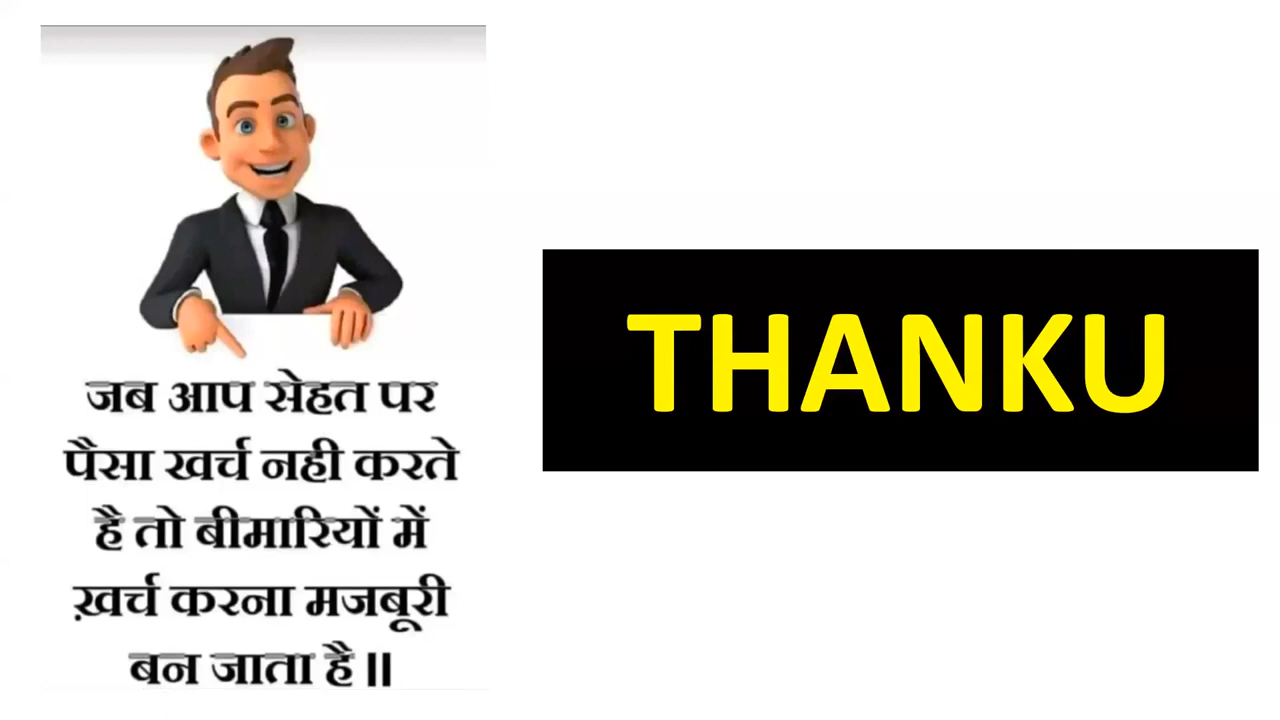 जब आप सेहत पर
पैसा खर्च नही करते
है तो बीमारियों में
ख़र्च करना मजबूरी
बन जाता है॥
THANKU